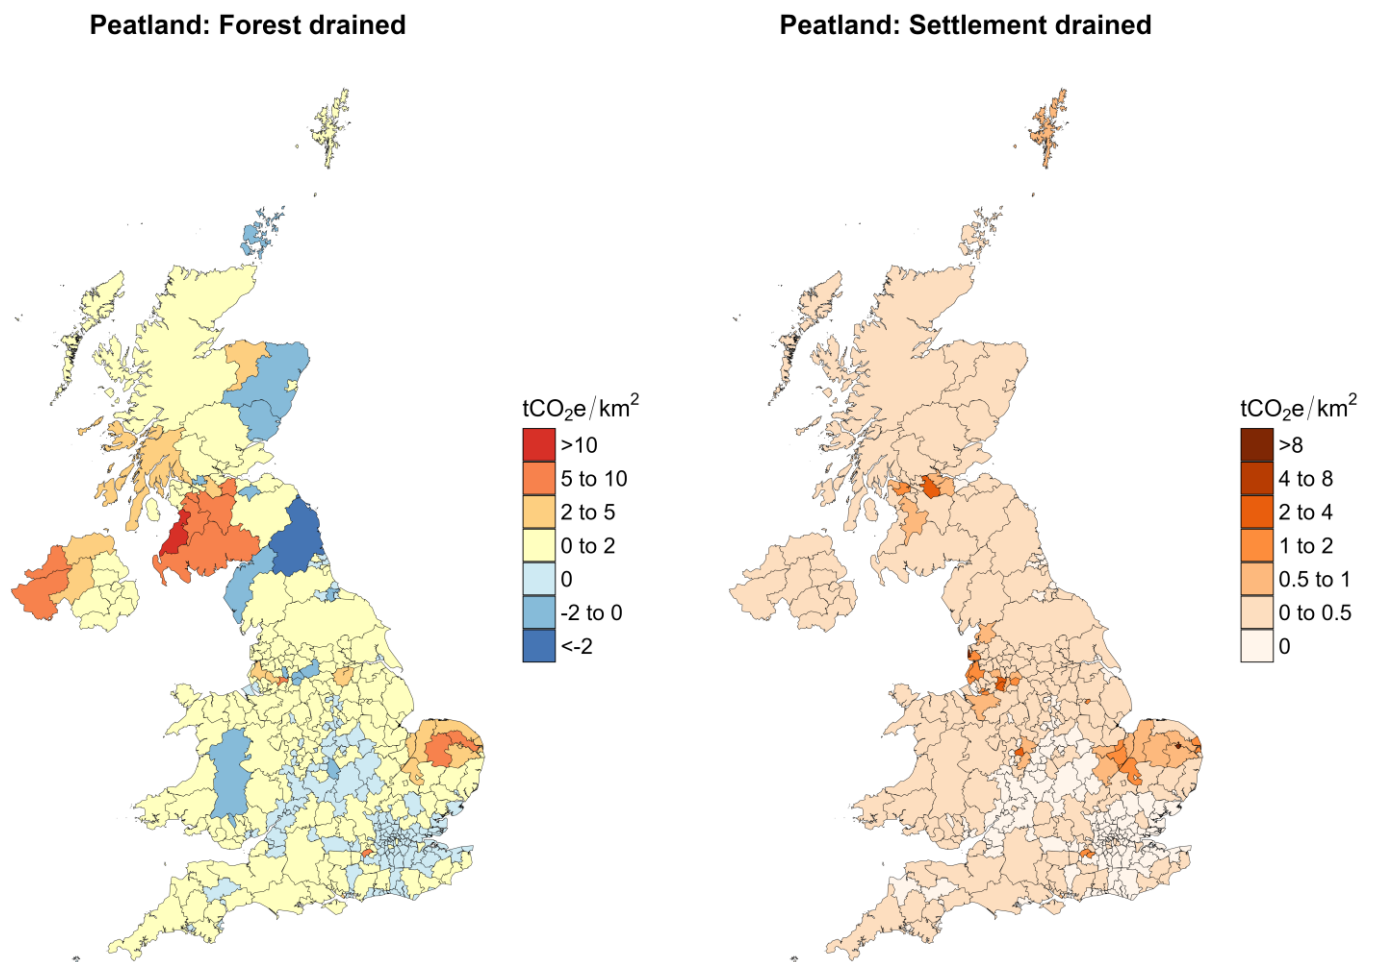 Peatland: Forest drained
Peatland: Settlement drained
tCO₂e/km²
>10
5 to 10
2 to 5
0 to 2
0
-2 to 0
<-2
tCO₂e/km²
>8
4 to 8
2 to 4
1 to 2
0.5 to 1
0 to 0.5
0